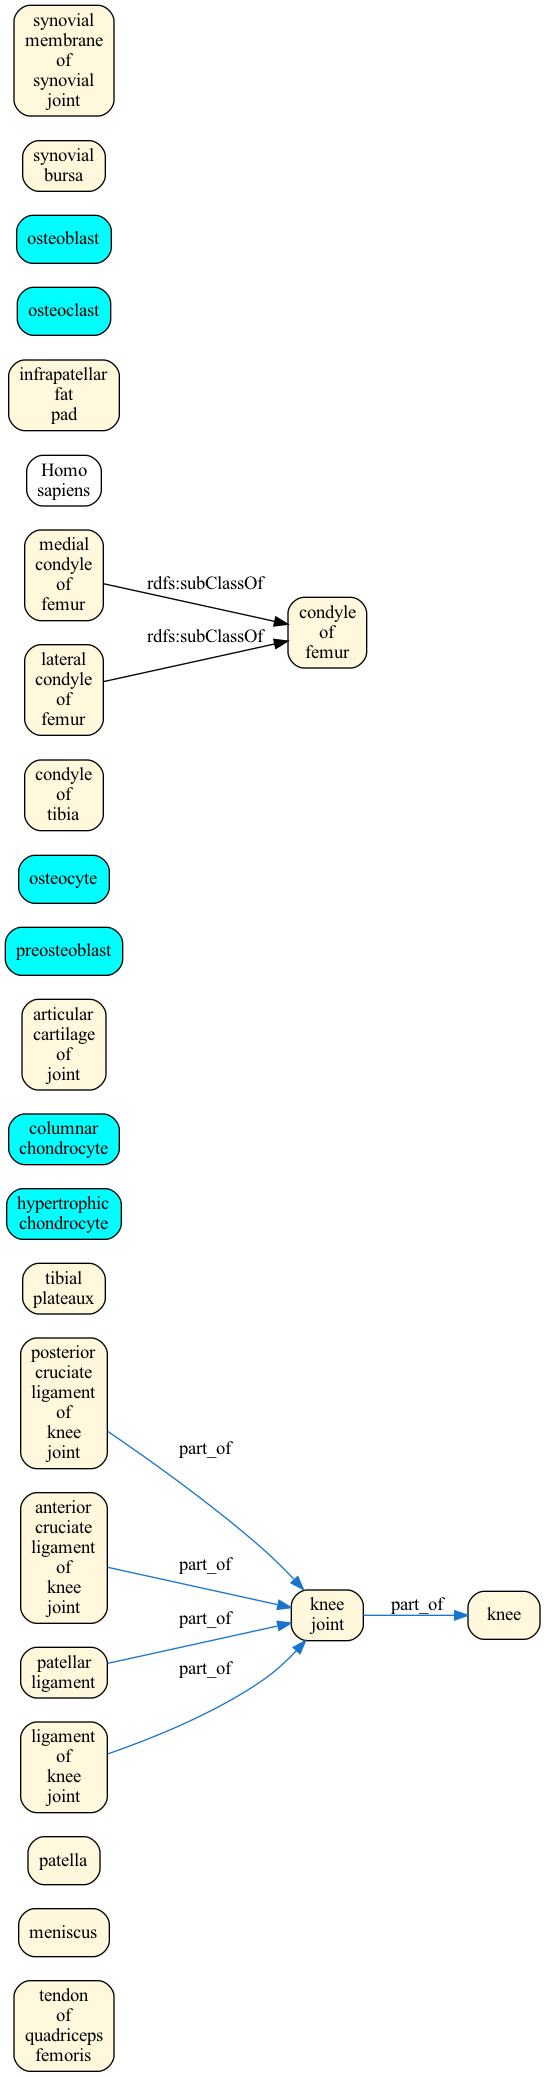 synovial
membrane
of
synovial
joint
synovial
bursa
osteoblast
osteoclast
infrapatellar
fat
pad
Homo
sapiens
medial
condyle
of
femur
rdfs:subClassOf
condyle
of
femur
rdfs:subClassOf
lateral
condyle
of
femur
condyle
of
tibia
osteocyte
preosteoblast
articular
cartilage
of
joint
columnar
chondrocyte
hypertrophic
chondrocyte
tibial
plateaux
posterior
cruciate
ligament
of
knee
joint
part_of
anterior
cruciate
ligament
of
knee
joint
part_of
knee
joint
part_of
knee
patellar
ligament
part_of
ligament
of
knee
joint
part_of
patella
meniscus
tendon
of
quadriceps
femoris